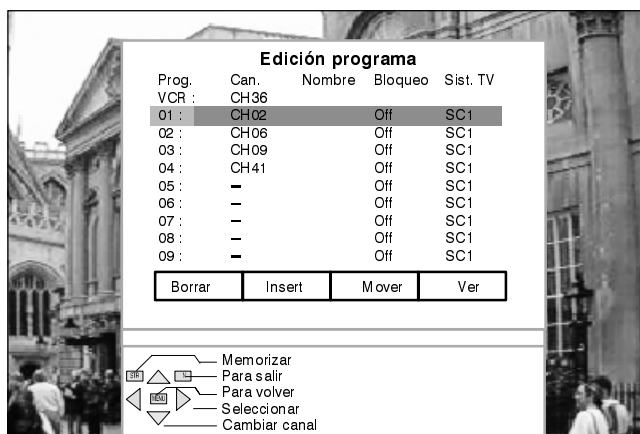 Edición programa
Prog. Can. Nombre Bloqueo Sist. TV
VCR : CH36
01 : CH02 Off SC1
02 : CH06 Off SC1
03 : CH09 Off SC1
04 : CH41 Off SC1
05 : – Off SC1
06 : – Off SC1
07 : – Off SC1
08 : – Off SC1
09 : – Off SC1
Borrar Insert Mover Ver
Memorizar
STR N Para salir
MENU Para volver
Seleccionar
Cambiar canal